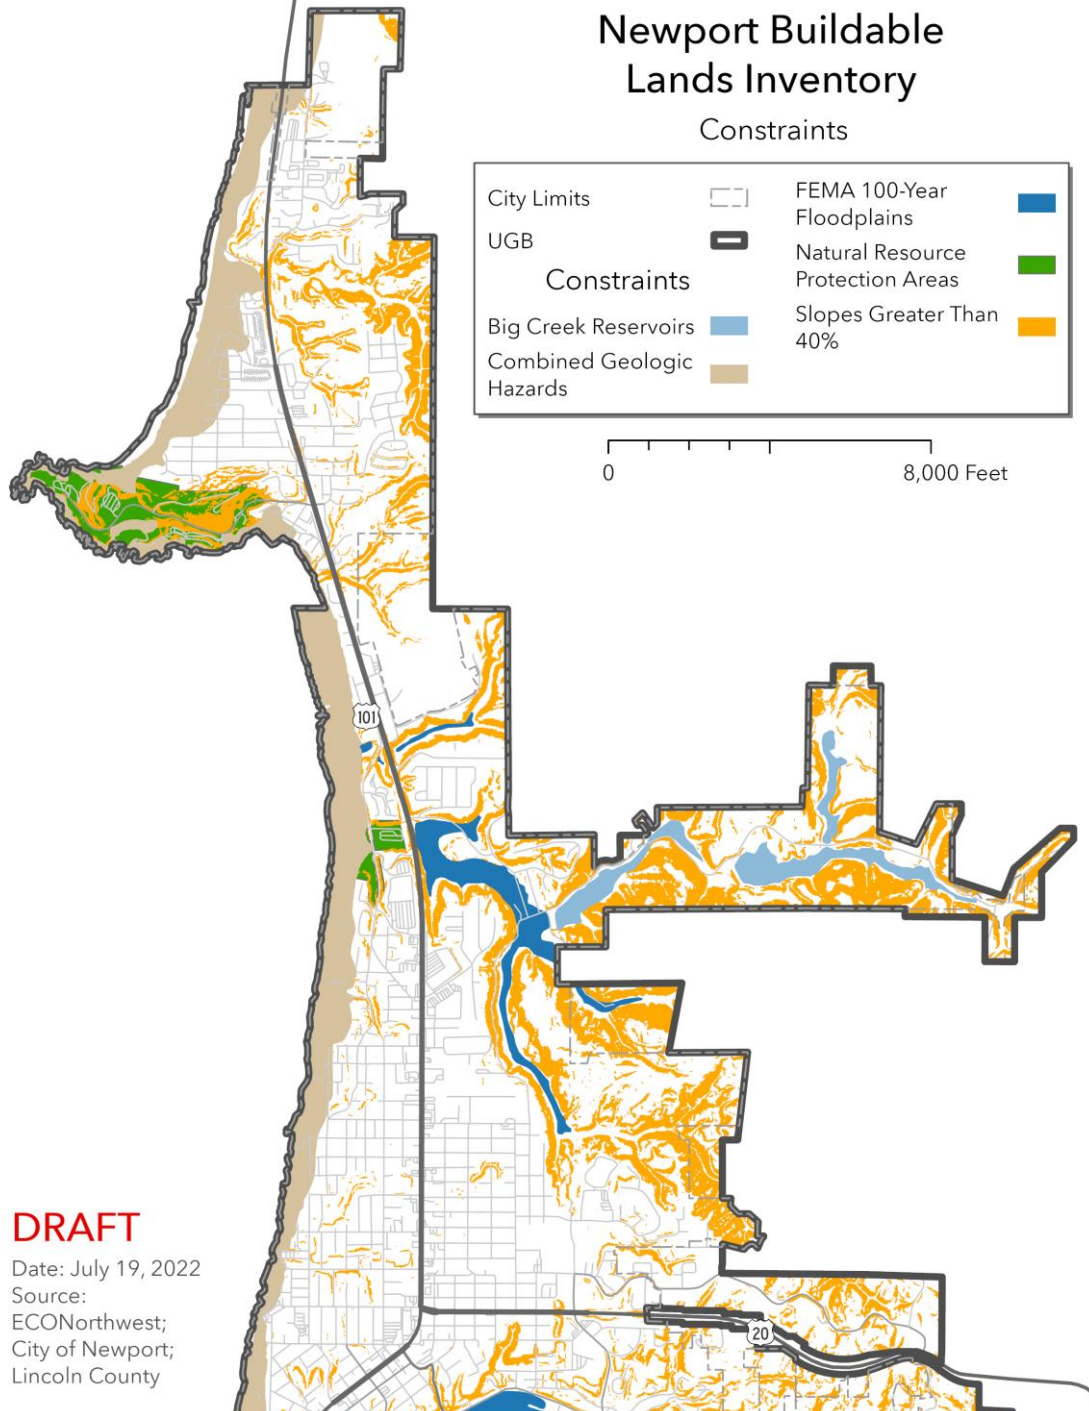 Newport Buildable
Lands Inventory
Constraints
City Limits
UGB
Constraints
Big Creek Reservoirs
Combined Geologic
Hazards
FEMA 100-Year
Floodplains
Natural Resource
Protection Areas
Slopes Greater Than
40%
0
8,000 Feet
101
20
DRAFT
Date: July 19, 2022
Source:
ECONorthwest;
City of Newport;
Lincoln County